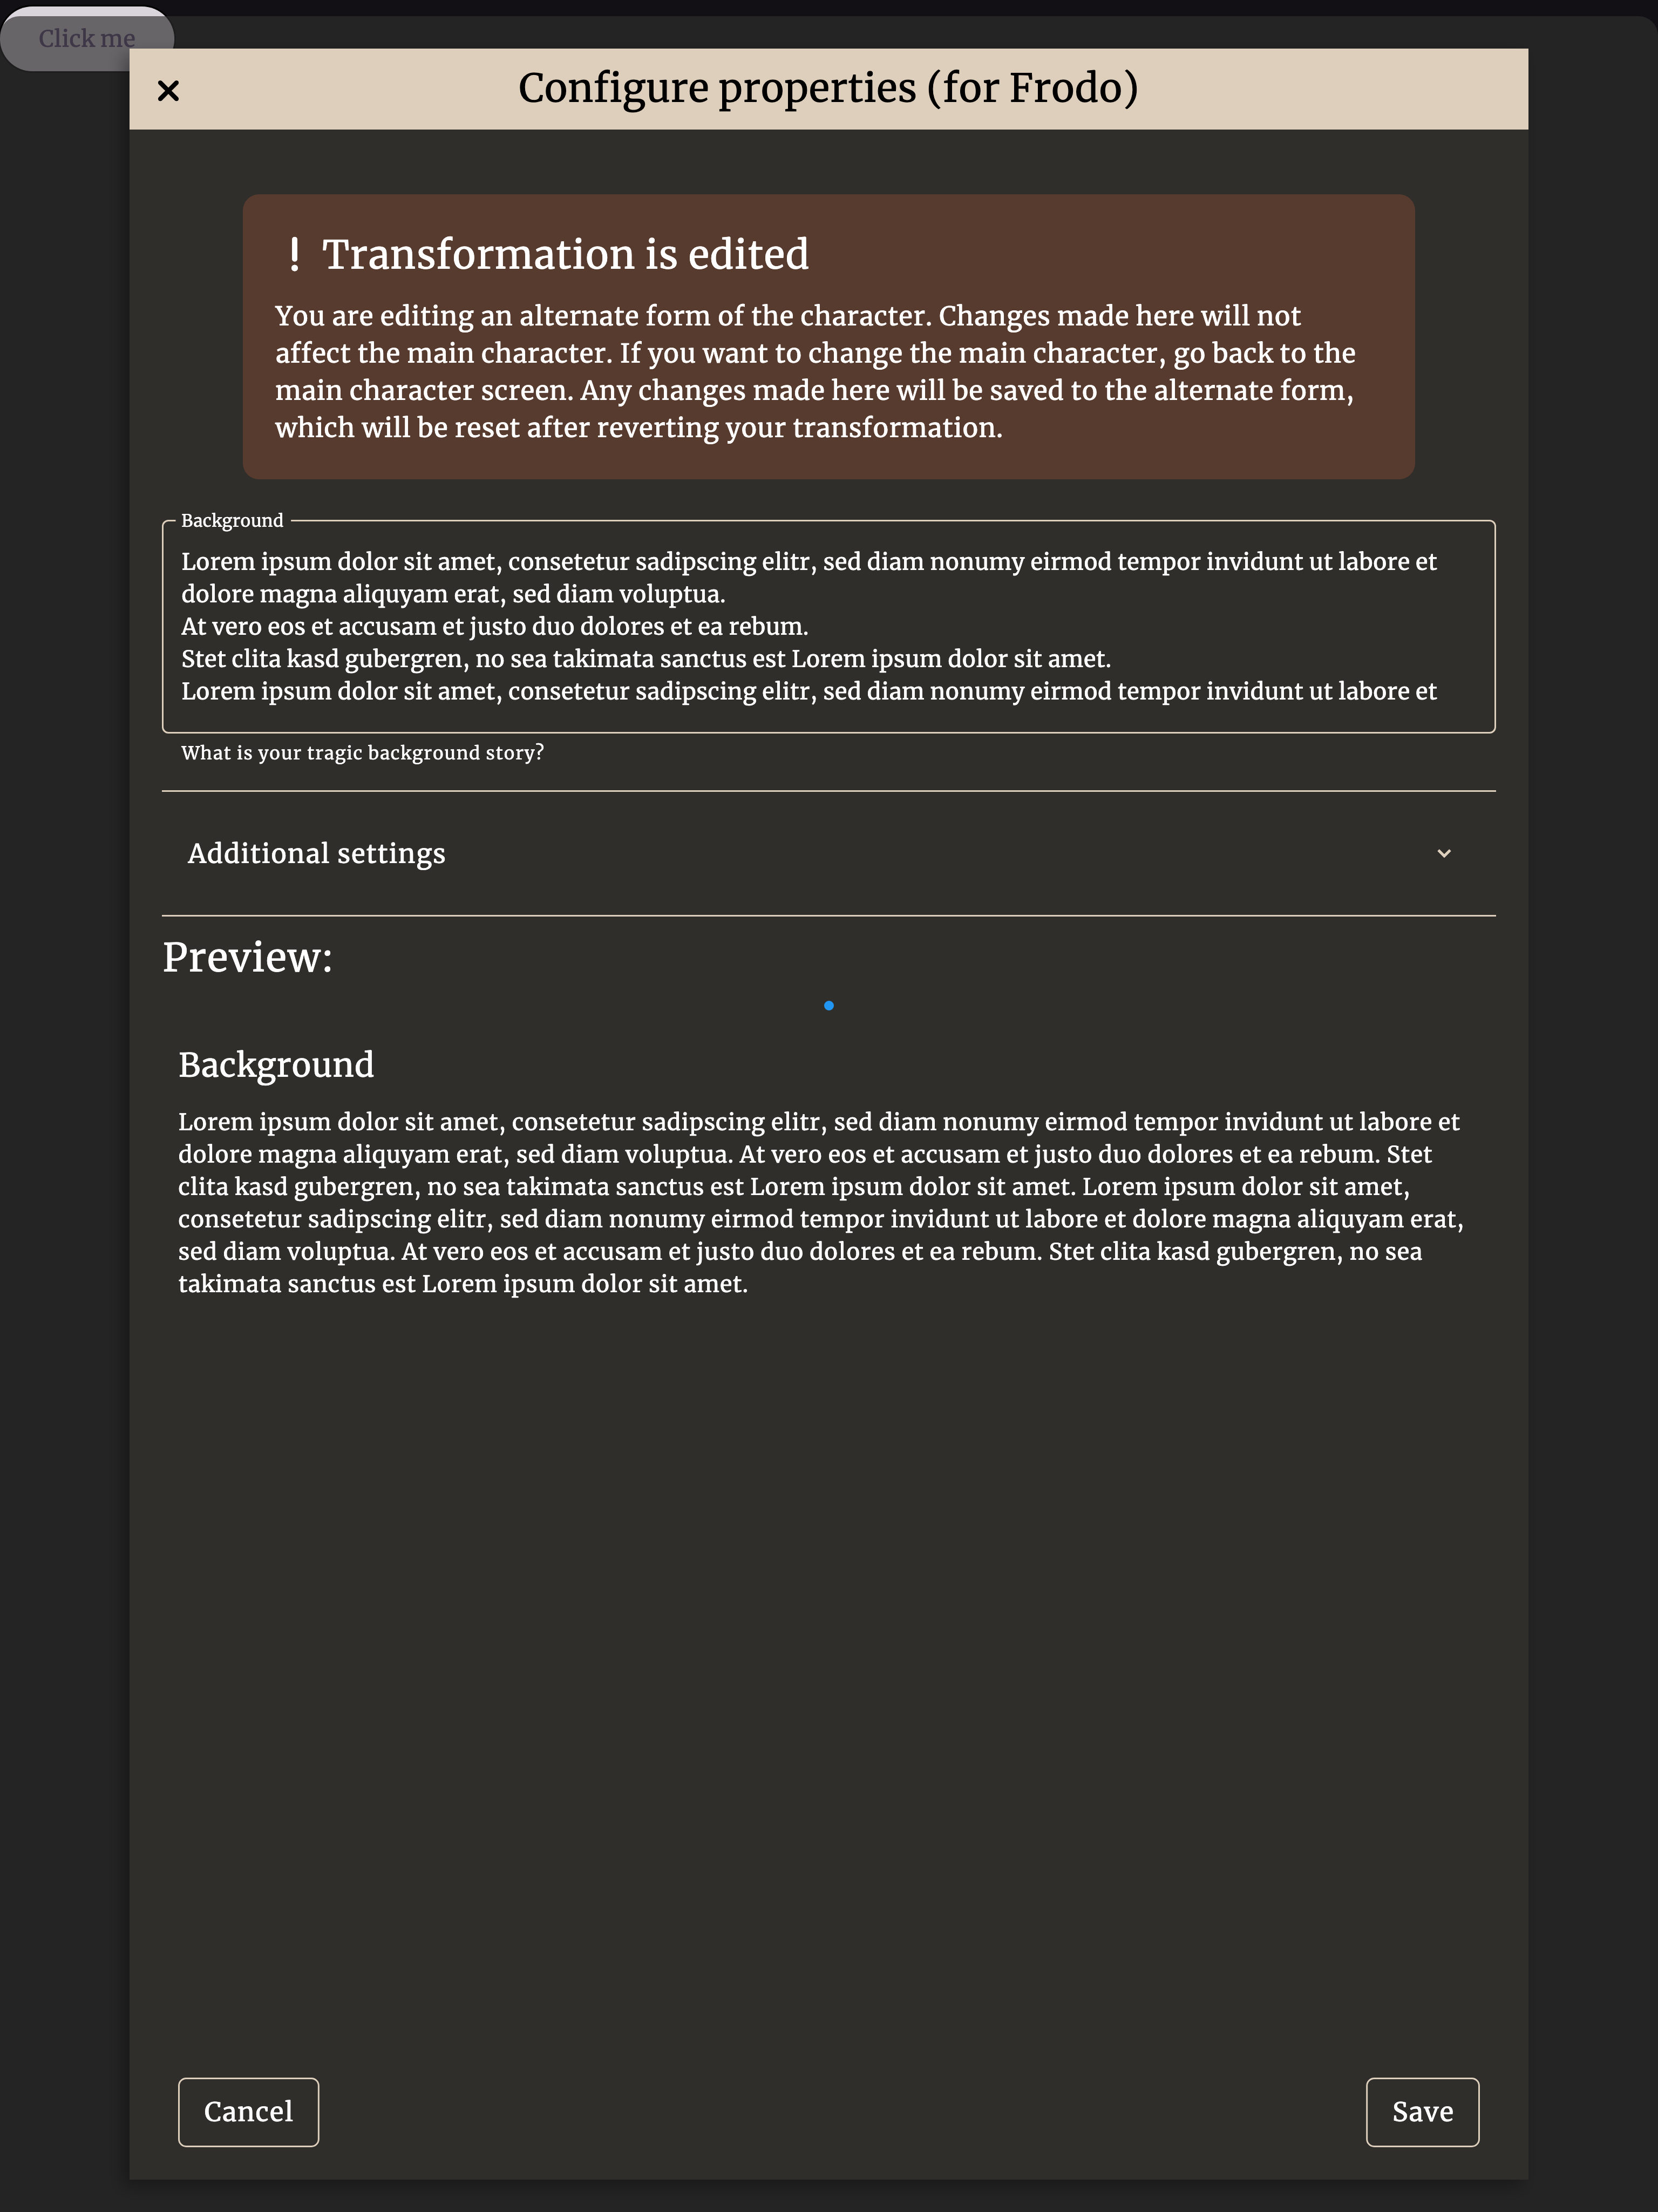 Click me
Configure properties (for Frodo)
! Transformation is edited
You are editing an alternate form of the character. Changes made here will not
affect the main character. If you want to change the main character, go back to the
main character screen. Any changes made here will be saved to the alternate form,
which will be reset after reverting your transformation.
Background
Lorem ipsum dolor sit amet, consetetur sadipscing elitr, sed diam nonumy eirmod tempor invidunt ut labore et
dolore magna aliquyam erat, sed diam voluptua.
At vero eos et accusam et justo duo dolores et ea rebum.
Stet clita kasd gubergren, no sea takimata sanctus est Lorem ipsum dolor sit amet.
Lorem ipsum dolor sit amet, consetetur sadipscing elitr, sed diam nonumy eirmod tempor invidunt ut labore et
What is your tragic background story?
Additional settings
Preview:
Background
Lorem ipsum dolor sit amet, consetetur sadipscing elitr, sed diam nonumy eirmod tempor invidunt ut labore et
dolore magna aliquyam erat, sed diam voluptua. At vero eos et accusam et justo duo dolores et ea rebum. Stet
clita kasd gubergren, no sea takimata sanctus est Lorem ipsum dolor sit amet. Lorem ipsum dolor sit amet,
consetetur sadipscing elitr, sed diam nonumy eirmod tempor invidunt ut labore et dolore magna aliquyam erat,
sed diam voluptua. At vero eos et accusam et justo duo dolores et ea rebum. Stet clita kasd gubergren, no sea
takimata sanctus est Lorem ipsum dolor sit amet.
Cancel
Save